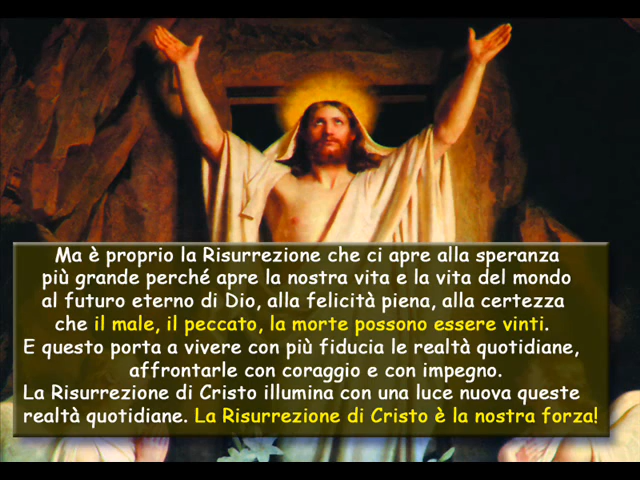 Ma è proprio la Risurrezione che ci apre alla speranza
più grande perché apre la nostra vita e la vita del mondo
al futuro eterno di Dio, alla felicità piena, alla certezza
che il male, il peccato, la morte possono essere vinti.
E questo porta a vivere con più fiducia le realtà quotidiane,
affrontarle con coraggio e con impegno.
La Risurrezione di Cristo illumina con una luce nuova queste
realtà quotidiane. La Risurrezione di Cristo è la nostra forza!